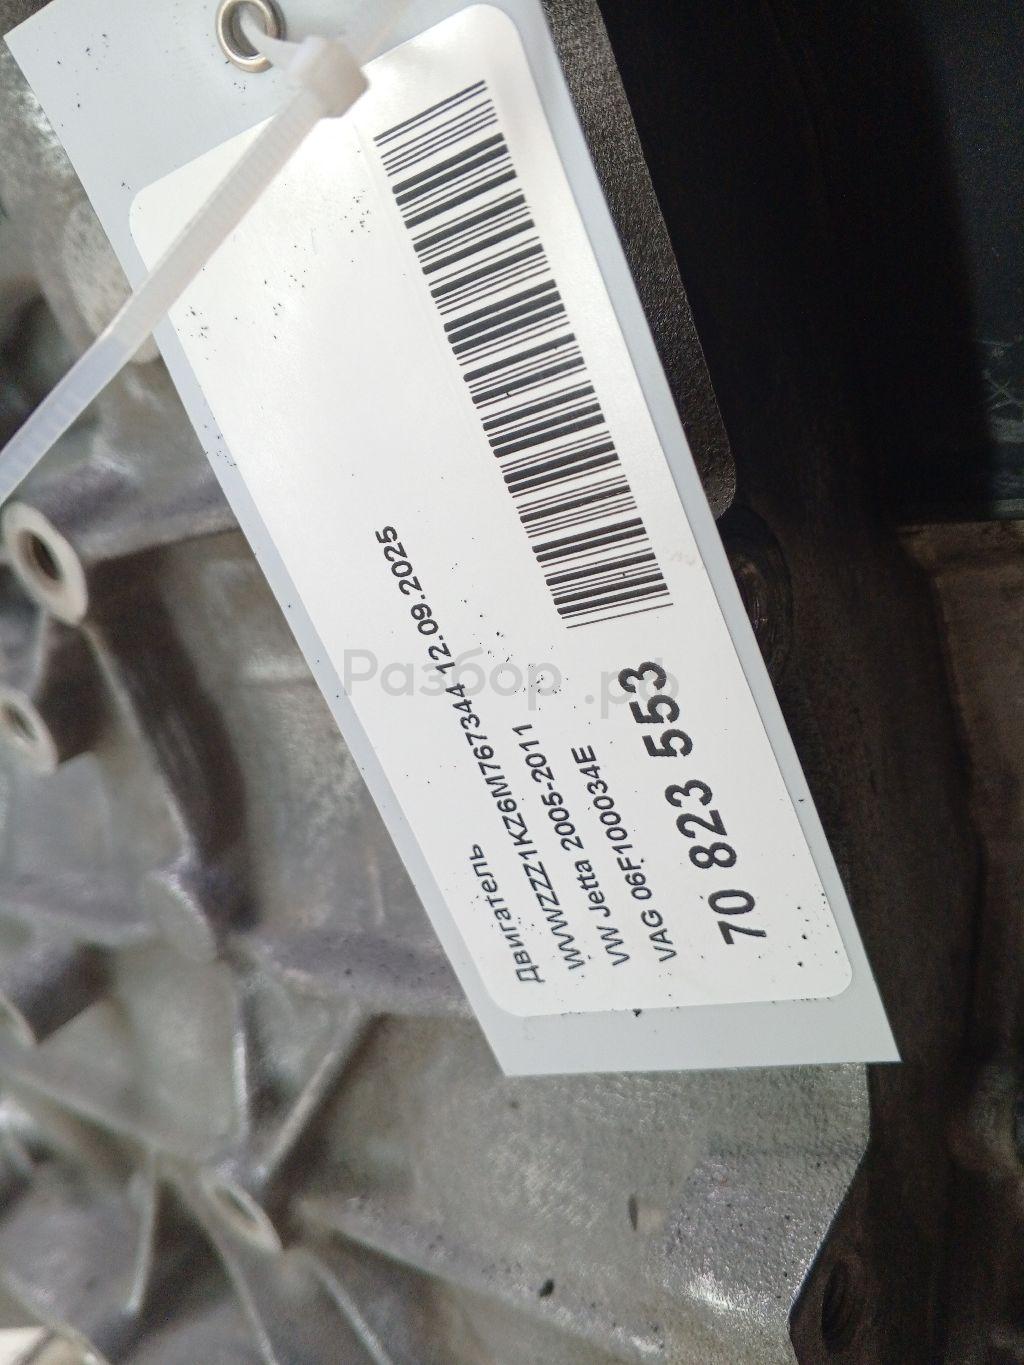 Двигатель
WVWZZZ1KZ6M767344 12.09.2025
VW Jetta 2005-2011
VAG 06F100034E
70 823 553
Разбор.рф